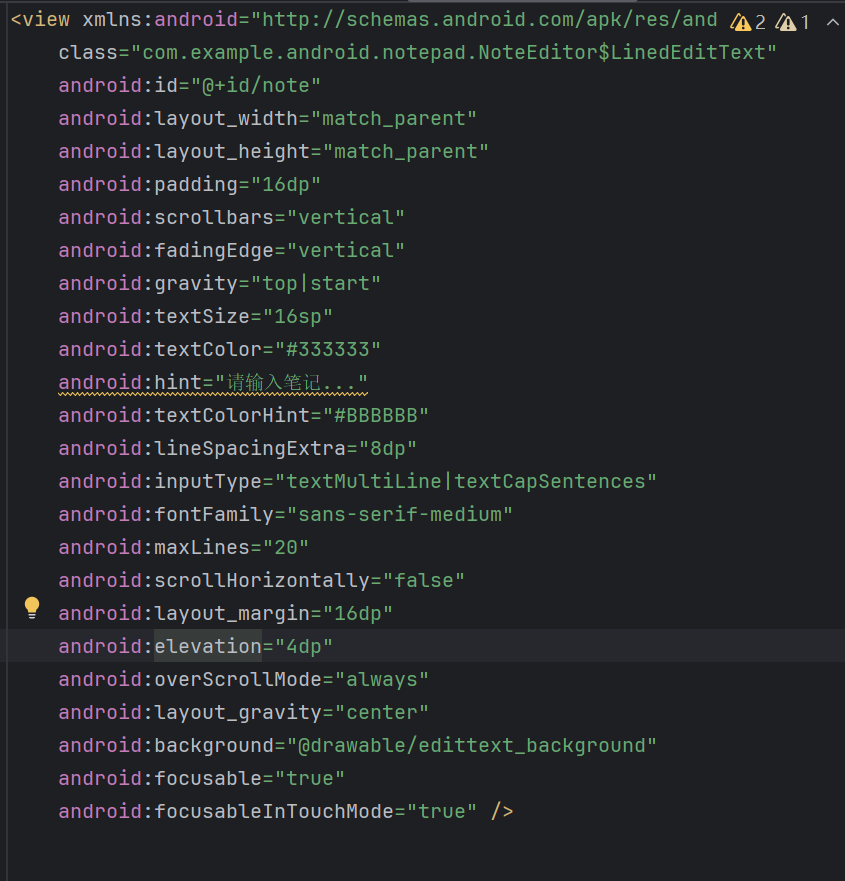 <view xmlns:android="http://schemas.android.com/apk/res/and 2 1
class="com.example.android.notepad.NoteEditor$LinedEditText"
android:id="@+id/note"
android:layout_width="match_parent"
android:layout_height="match_parent"
android:padding="16dp"
android:scrollbars="vertical"
android:fadingEdge="vertical"
android:gravity="top|start"
android:textSize="16sp"
android:textColor="#333333"
android:hint="请输入笔记..."
android:textColorHint="#BBBBBB"
android:lineSpacingExtra="8dp"
android:inputType="textMultiLine|textCapSentences"
android:fontFamily="sans-serif-medium"
android:maxLines="20"
android:scrollHorizontally="false"
android:layout_margin="16dp"
android:elevation="4dp"
android:overScrollMode="always"
android:layout_gravity="center"
android:background="@drawable/edittext_background"
android:focusable="true"
android:focusableInTouchMode="true" />